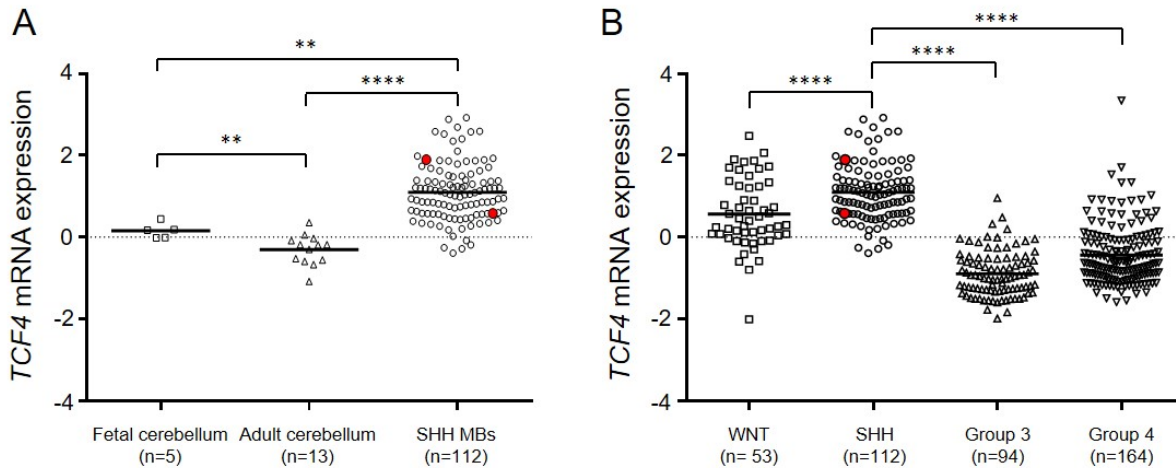 A
TCF4 mRNA expression
4
2
0
-2
-4
**
****
**
Fetal cerebellum
(n=5)
Adult cerebellum
(n=13)
SHH MBs
(n=112)
B
TCF4 mRNA expression
4
2
0
-2
-4
****
****
****
WNT
(n= 53)
SHH
(n=112)
Group 3
(n=94)
Group 4
(n=164)